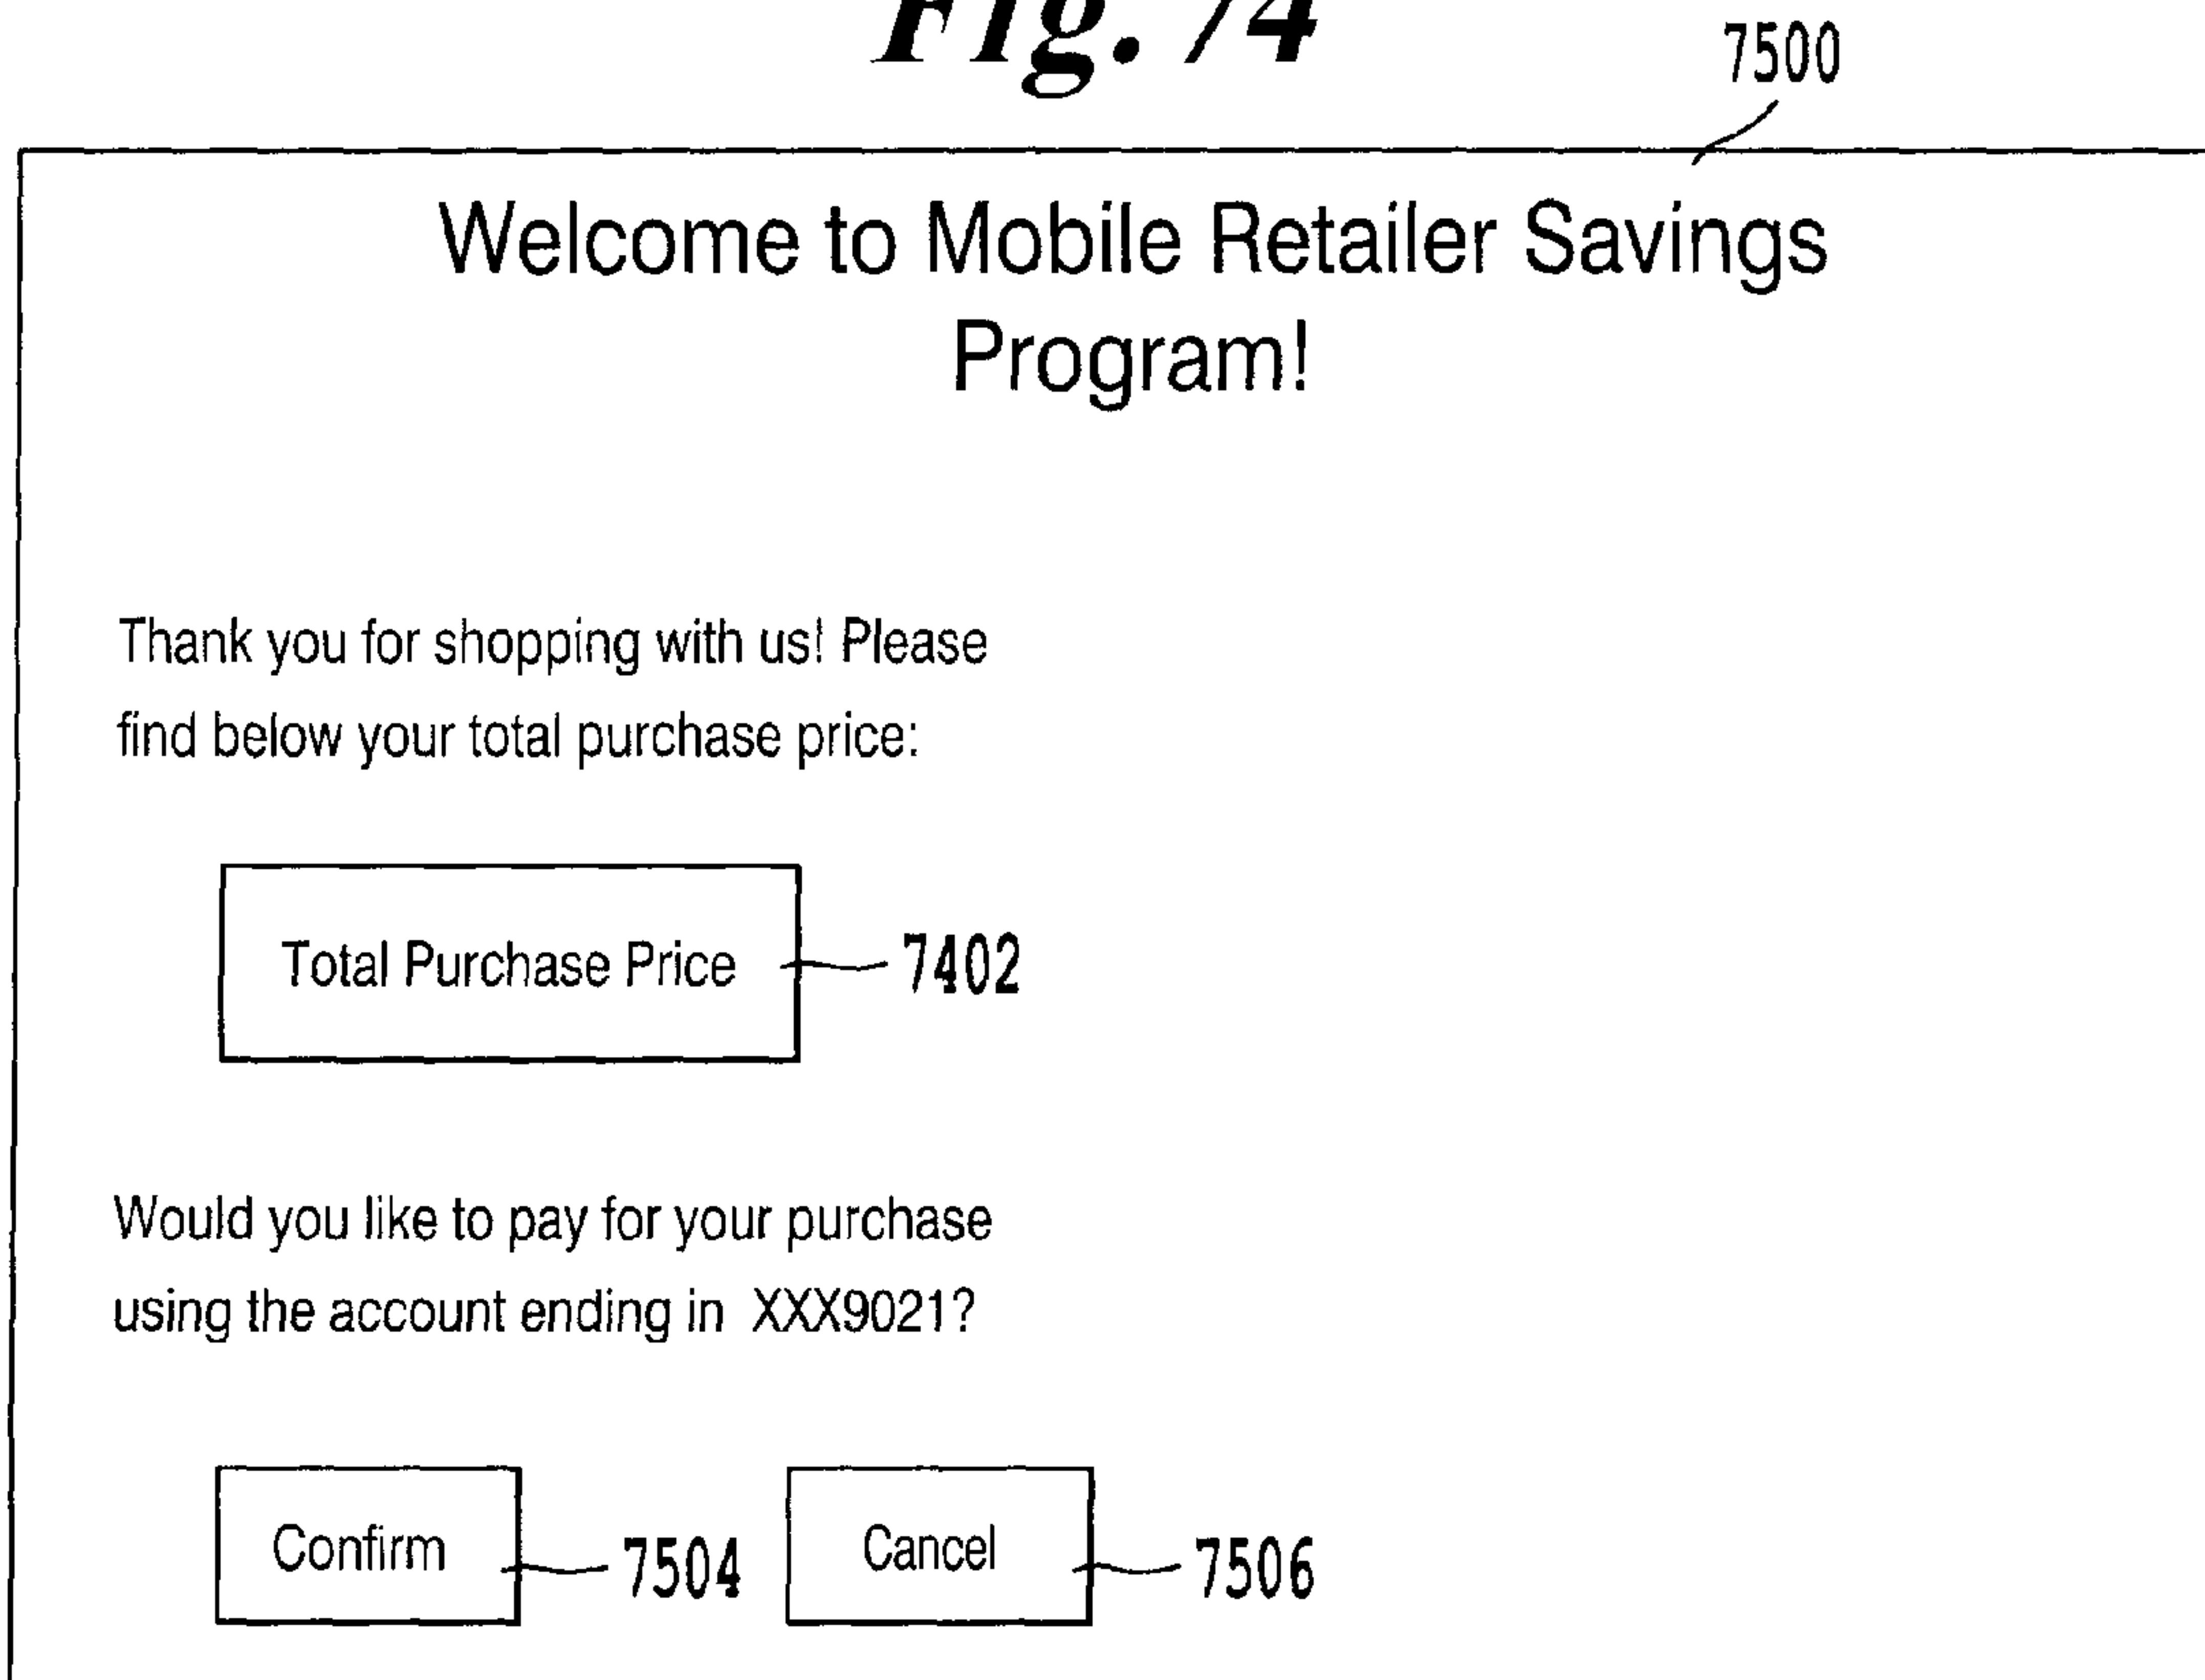 Fig. 74
7500
Welcome to Mobile Retailer Savings
Program!
Thank you for shopping with us! Please
find below your total purchase price:
Total Purchase Price
7402
Would you like to pay for your purchase
using the account ending in XXX9021?
Confirm
7504
Cancel
7506